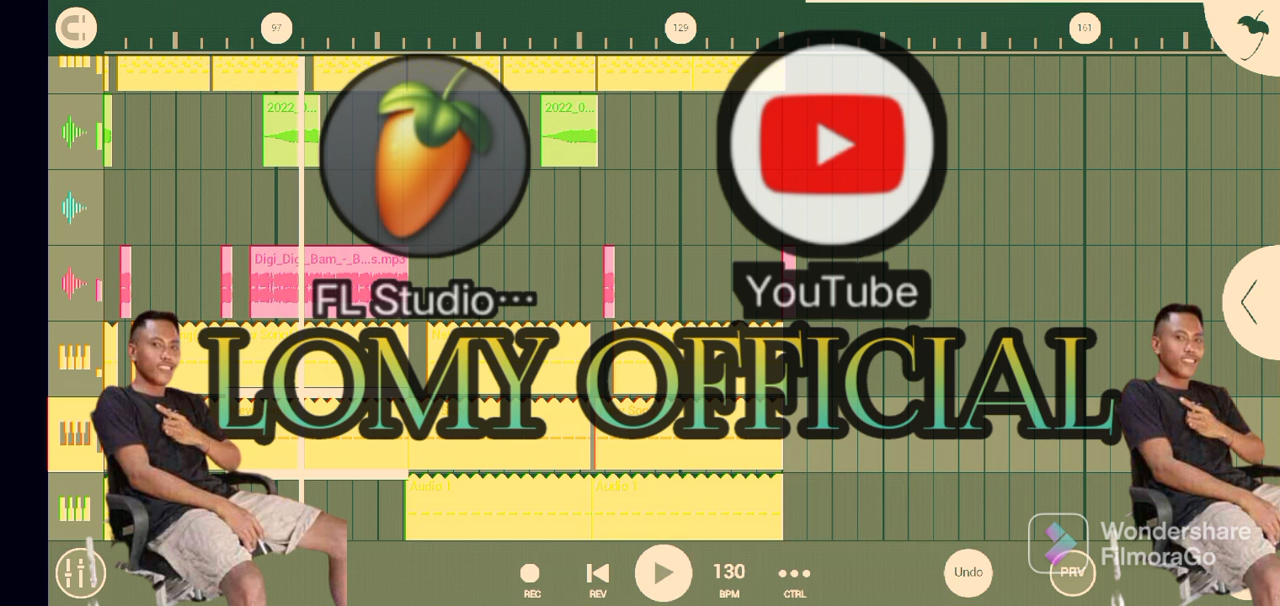 97 129 161
2022_0... 2022_0...
Digi_Digi_Bam_-_B...s.mp3
FL Studio...
YouTube
LOMY OFFICIAL
Audio 1 Audio 1
Wondershare
FilmoraGo
130 Undo PRV
REC REV BPM CTRL